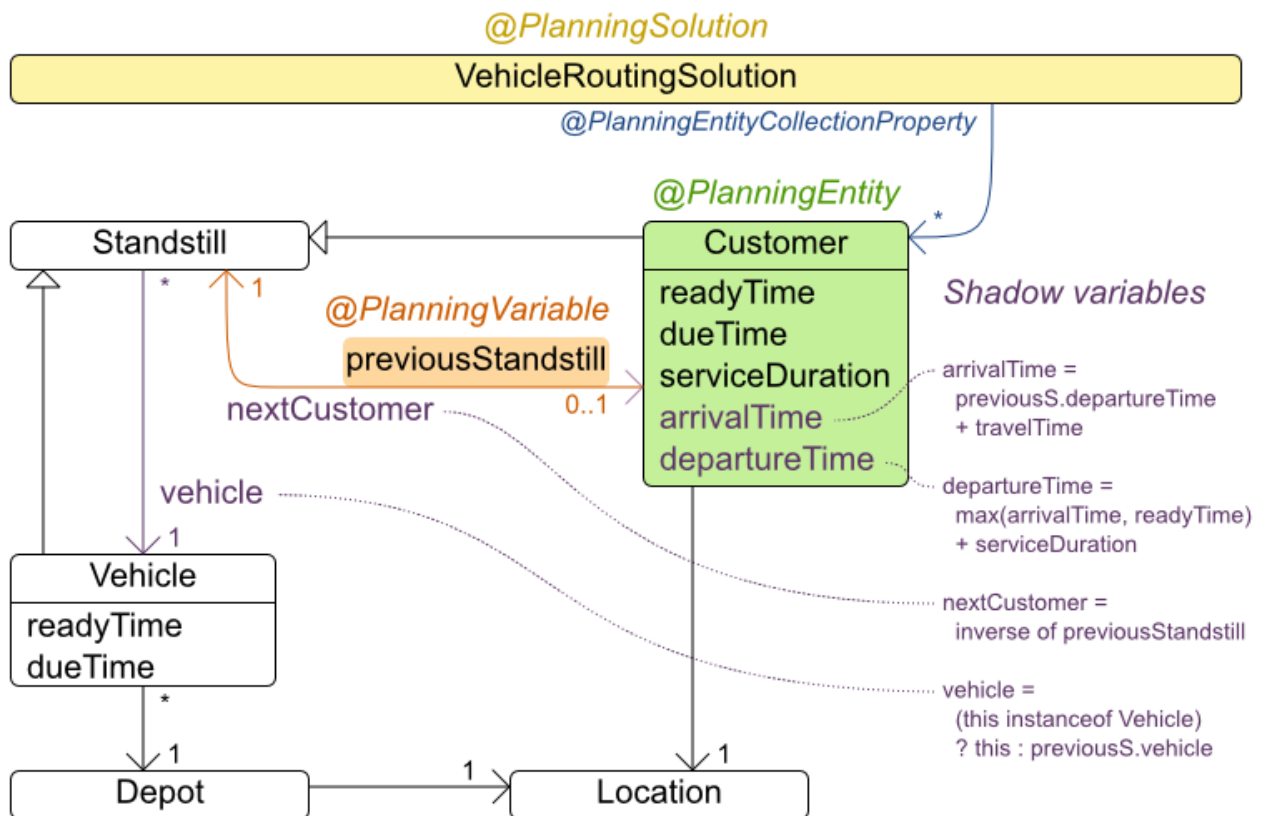 @PlanningSolution
VehicleRoutingSolution
@PlanningEntityCollectionProperty
@PlanningEntity
*
Standstill
Customer
*
1
@PlanningVariable
previousStandstill
0..1
nextCustomer
readyTime
dueTime
serviceDuration
arrivalTime
departureTime
Shadow variables
arrivalTime =
previousS.departureTime
+ travelTime
departureTime =
max(arrivalTime, readyTime)
+ serviceDuration
nextCustomer =
inverse of previousStandstill
vehicle =
(this instanceof Vehicle)
? this : previousS.vehicle
vehicle
1
Vehicle
readyTime
dueTime
*
1
Depot
1
1
Location